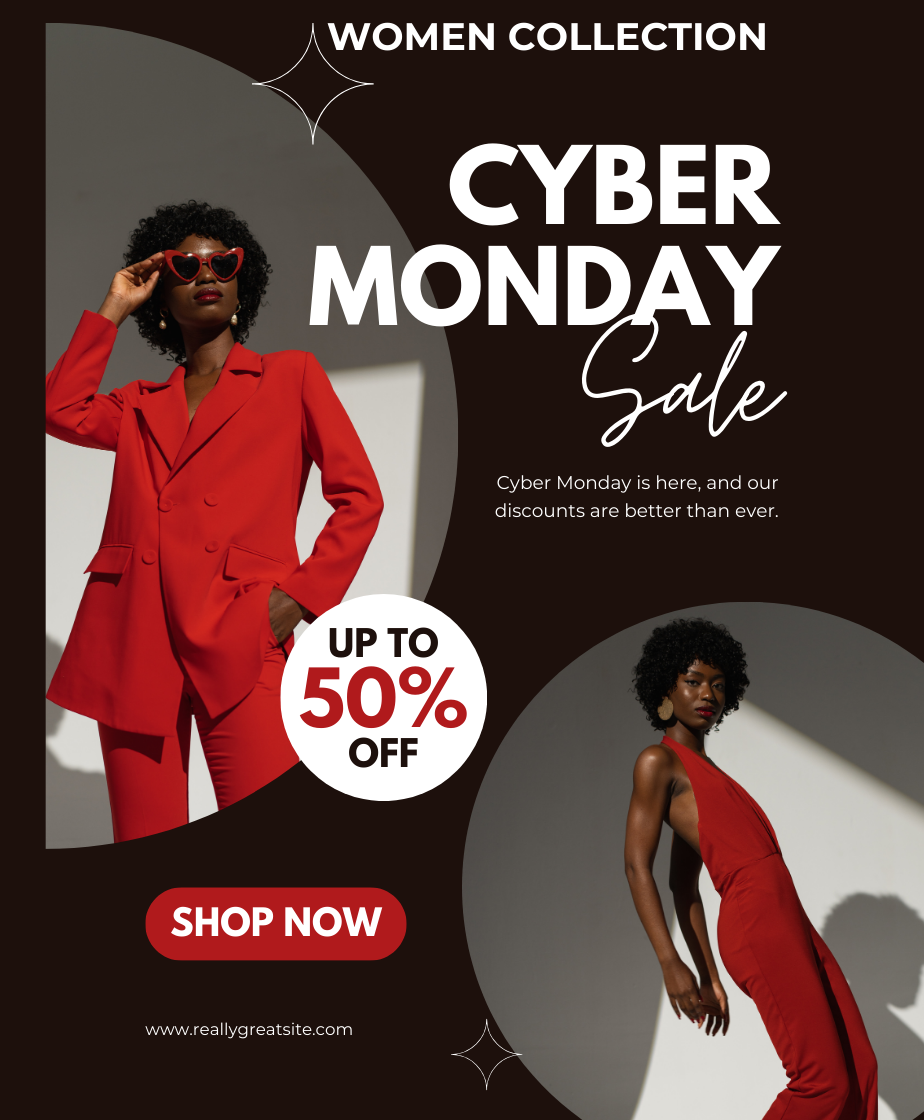 WOMEN COLLECTION
CYBER
MONDAY
Sale
Cyber Monday is here, and our
discounts are better than ever.
UP TO
50%
OFF
SHOP NOW
www.reallygreatsite.com